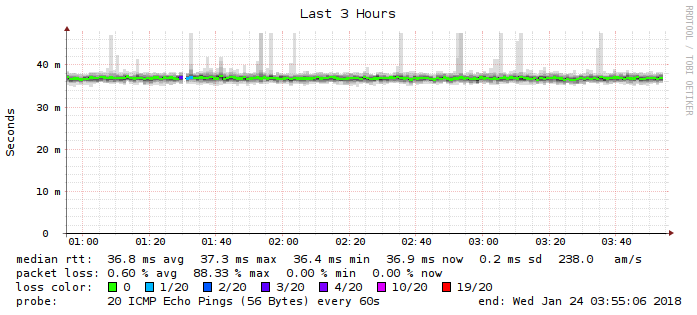 Last 3 Hours
RRDTOOL / TOBI OETIKER
Seconds
40 m
30 m
20 m
10 m
0
01:00 01:20 01:40 02:00 02:20 02:40 03:00 03:20 03:40
median rtt: 36.8 ms avg 37.3 ms max 36.4 ms min 36.9 ms now 0.2 ms sd 238.0 am/s
packet loss: 0.60 % avg 88.33 % max 0.00 % min 0.00 % now
loss color: 0 1/20 2/20 3/20 4/20 10/20 19/20
probe: 20 ICMP Echo Pings (56 Bytes) every 60s end: Wed Jan 24 03:55:06 2018